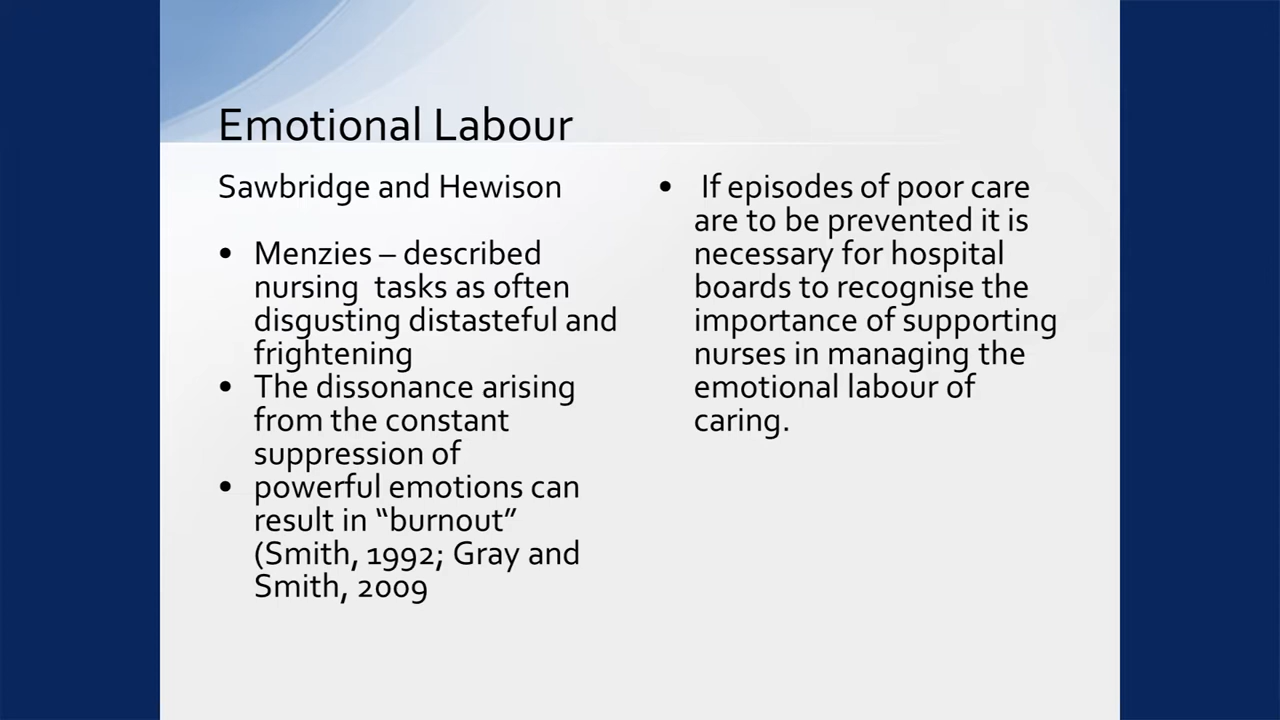 Emotional Labour
Sawbridge and Hewison
• Menzies – described
nursing  tasks as often
disgusting distasteful and
frightening
• The dissonance arising
from the constant
suppression of
• powerful emotions can
result in “burnout”
(Smith, 1992; Gray and
Smith, 2009
• If episodes of poor care
are to be prevented it is
necessary for hospital
boards to recognise the
importance of supporting
nurses in managing the
emotional labour of
caring.